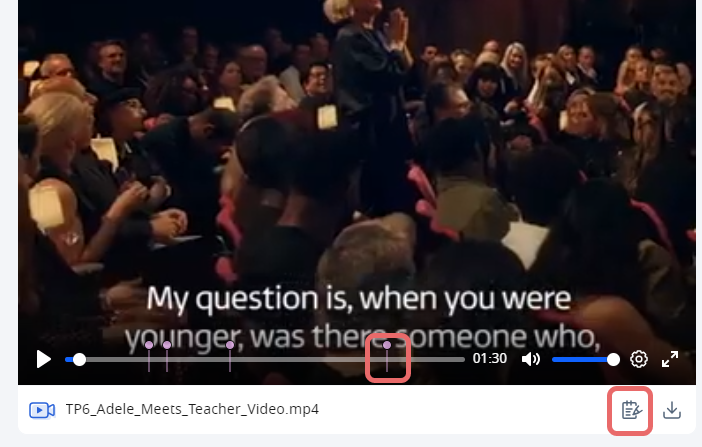 My question is, when you were
younger, was there someone who,
01:30
TP6_Adele_Meets_Teacher_Video.mp4